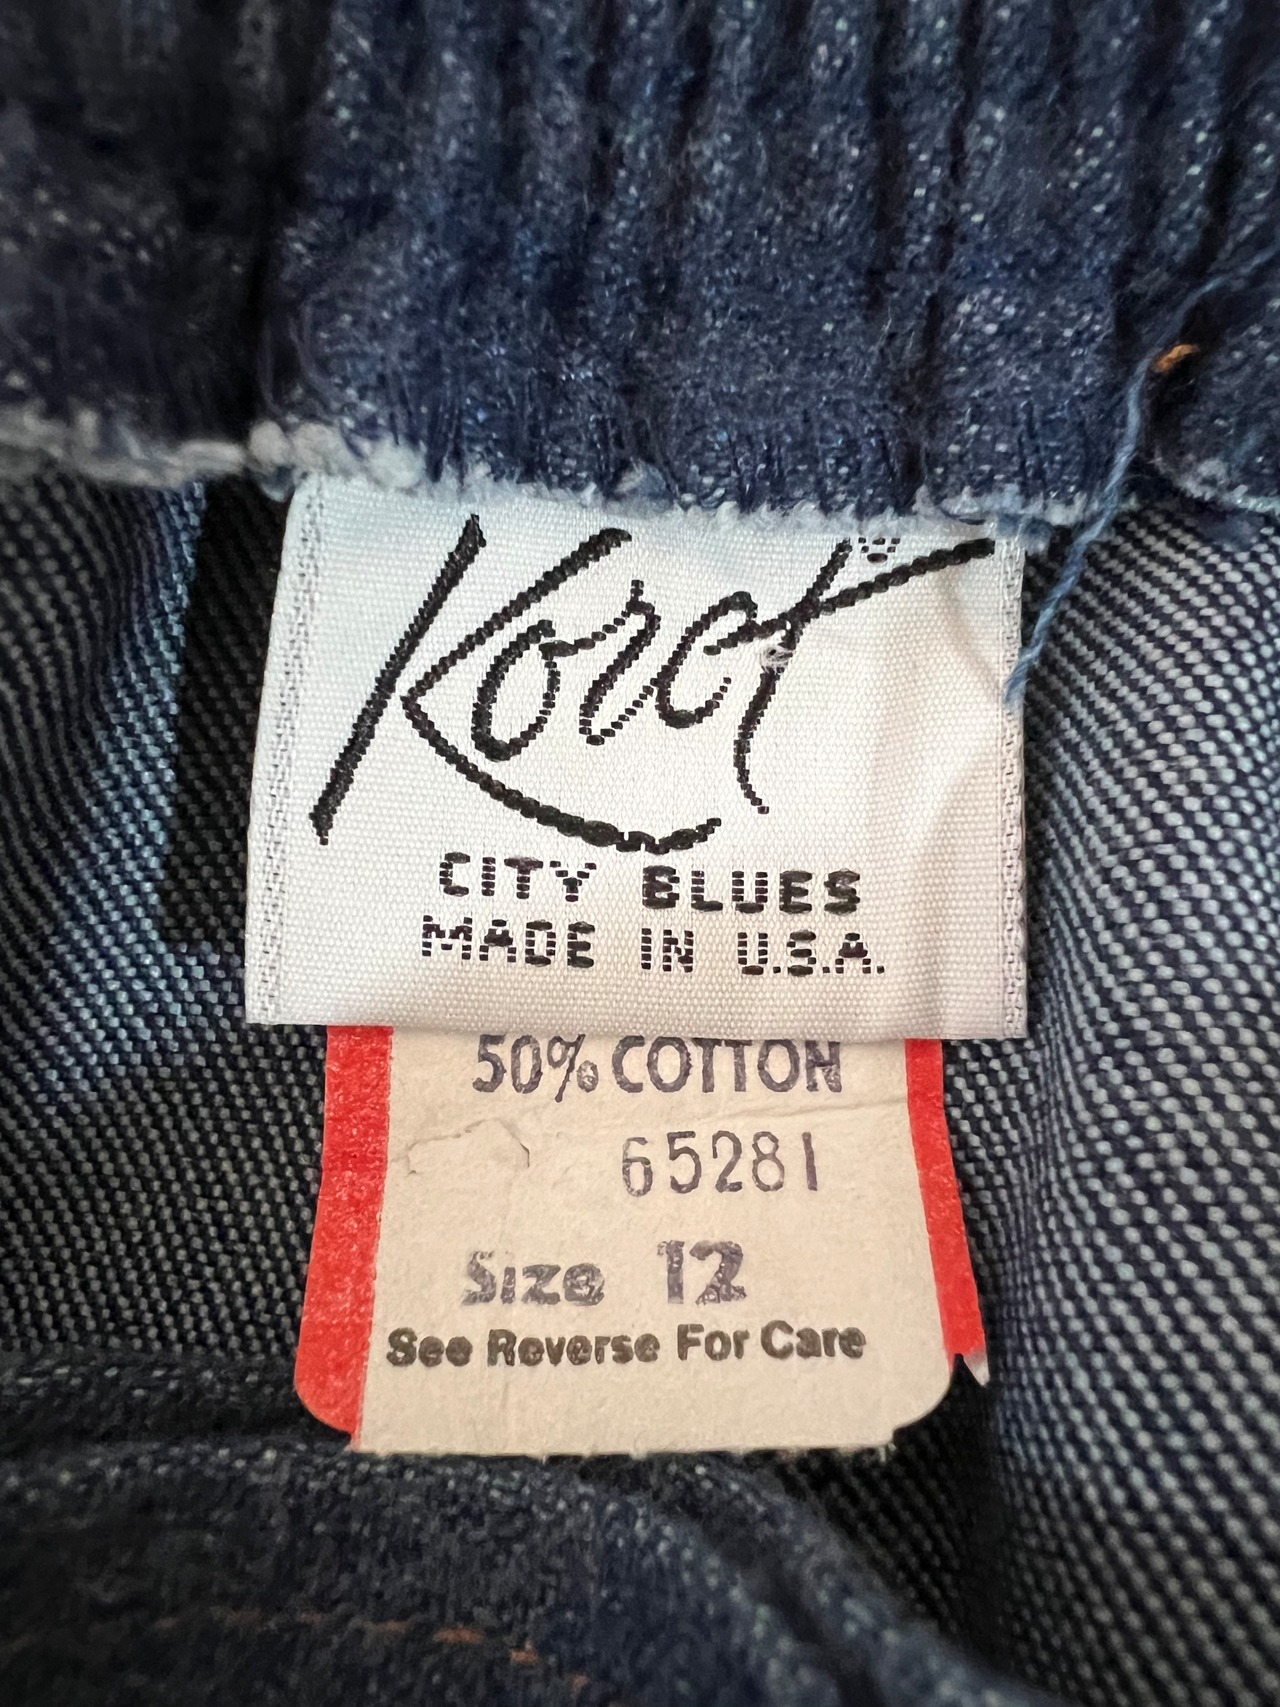 Koret
CITY BLUES
MADE IN U.S.A.
50% COTTON
65281
Size 12
See Reverse For Care